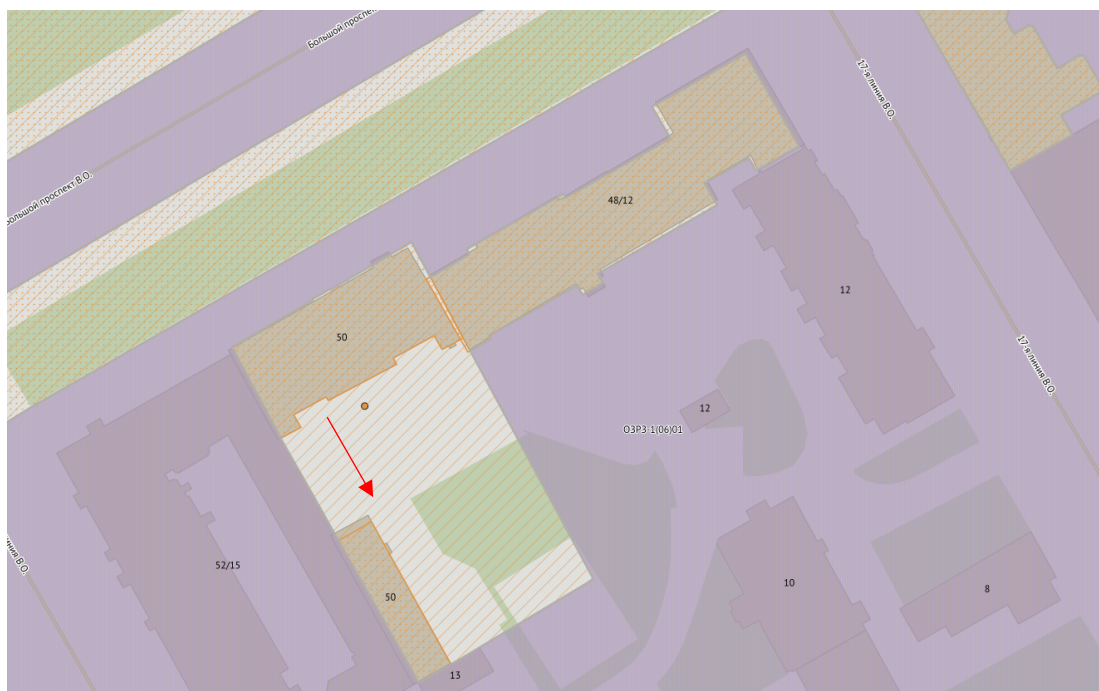 Большой проспект
17-я линия В.О.
Большой проспект В.О.
48/12
12
50
17-я линия В.О.
12
ОЗРЗ-1(06)01
линия В.О.
52/15
10
8
50
13